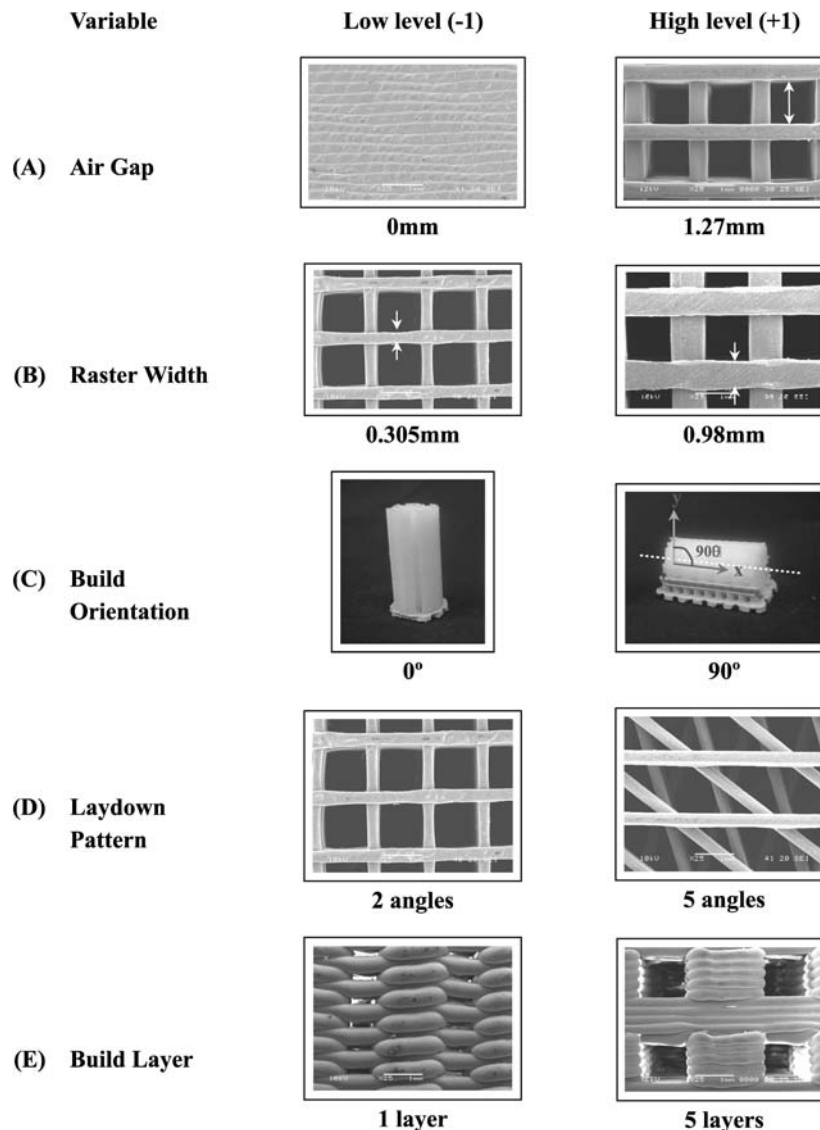 Variable Low level (-1) High level (+1)
(A) Air Gap
0mm 1.27mm
(B) Raster Width
0.305mm 0.98mm
(C) Build
Orientation
y
90θ
x
0º 90º
(D) Laydown
Pattern
2 angles 5 angles
(E) Build Layer
1 layer 5 layers